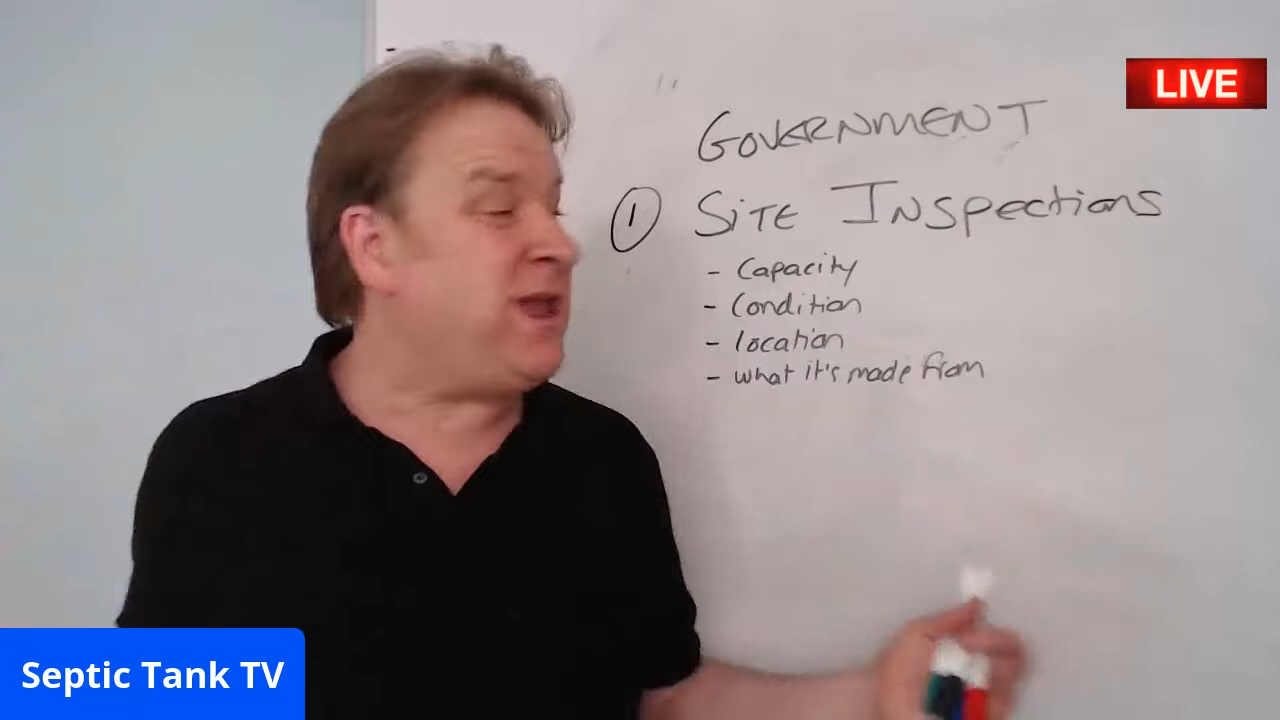 LIVE
GOVERNMENT
① SiTE INSpections
- Capacity
- Condition
- location
- what it's made from
Septic Tank TV